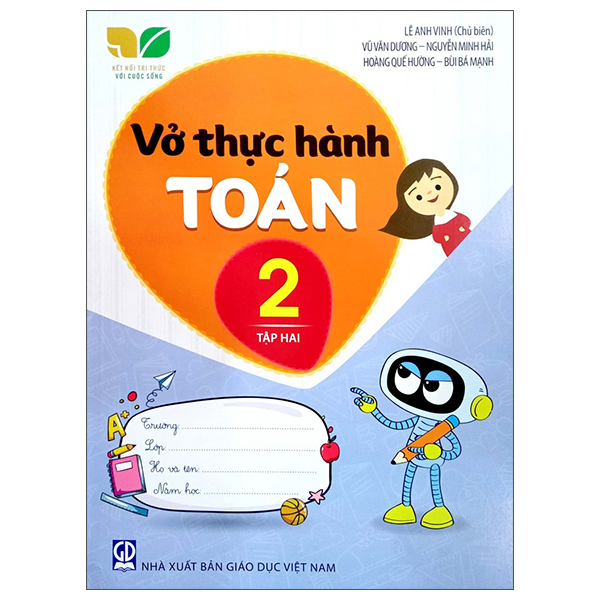 KẾT NỐI TRI THỨC
VỚI CUỘC SỐNG
LÊ ANH VINH (Chủ biên)
VŨ VĂN DƯƠNG – NGUYỄN MINH HẢI
HOÀNG QUẾ HƯỜNG – BÙI BÁ MẠNH
Vở thực hành
TOÁN
2
TẬP HAI
A+
Trường:
Lớp:
Họ và tên:
Năm học:
GD
NHÀ XUẤT BẢN GIÁO DỤC VIỆT NAM